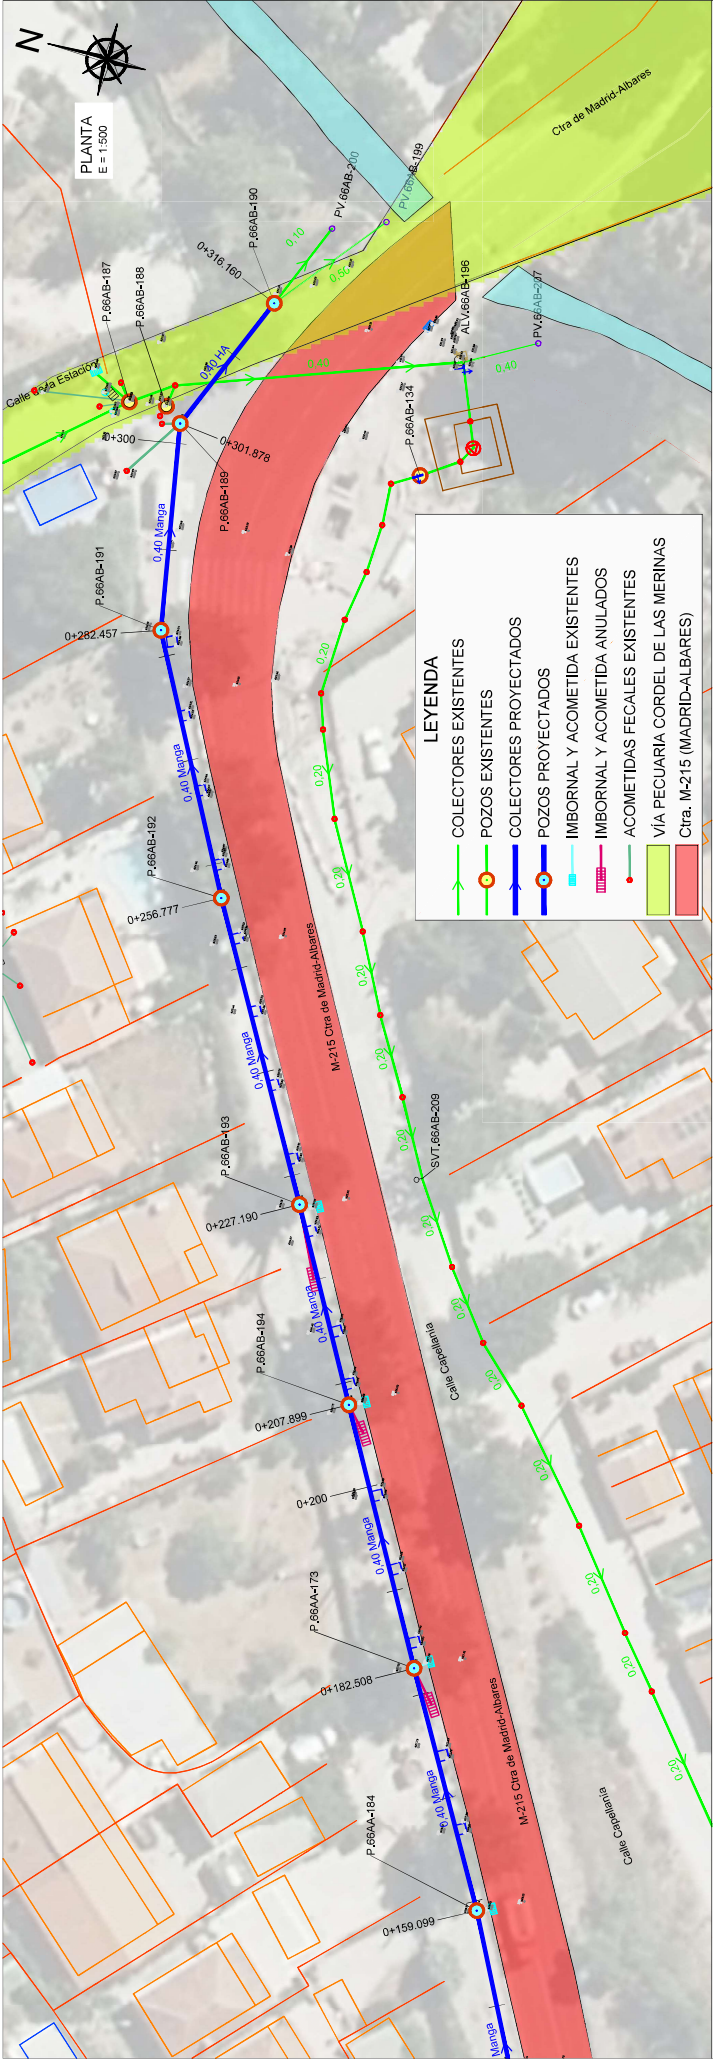 N
PLANTA
E = 1:500
Ctra de Madrid-Albares
PV.66AB-200
PV.66AB-199
P.66AB-190
0+316.160
0,10
0.50
P.66AB-187
P.66AB-188
Calle de la Estación
0.40 HA
0.40
ALV.66AB-196
PV.66AB-207
0.40
P.66AB-134
0+300
0+301.878
P.66AB-189
0.40 Manga
P.66AB-191
0+282.457
0.20
0.40 Manga
0.20
P.66AB-192
0+256.777
0.20
M-215 Ctra de Madrid-Albares
0.20
0.40 Manga
0.20
0.20
SVT.66AB-209
P.66AB-193
0+227.190
0.20
0.40 Manga
0.20
P.66AB-194
0+207.899
Calle Capellanía
0.20
0+200
0.20
0.40 Manga
P.66AA-173
0+182.508
0.20
0.20
M-215 Ctra de Madrid-Albares
0.40 Manga
0.20
P.66AA-184
0+159.099
Calle Capellanía
Manga
LEYENDA
COLECTORES EXISTENTES
POZOS EXISTENTES
COLECTORES PROYECTADOS
POZOS PROYECTADOS
IMBORNAL Y ACOMETIDA EXISTENTES
IMBORNAL Y ACOMETIDA ANULADOS
ACOMETIDAS FECALES EXISTENTES
VÍA PECUARIA CORDEL DE LAS MERINAS
Ctra. M-215 (MADRID-ALBARES)